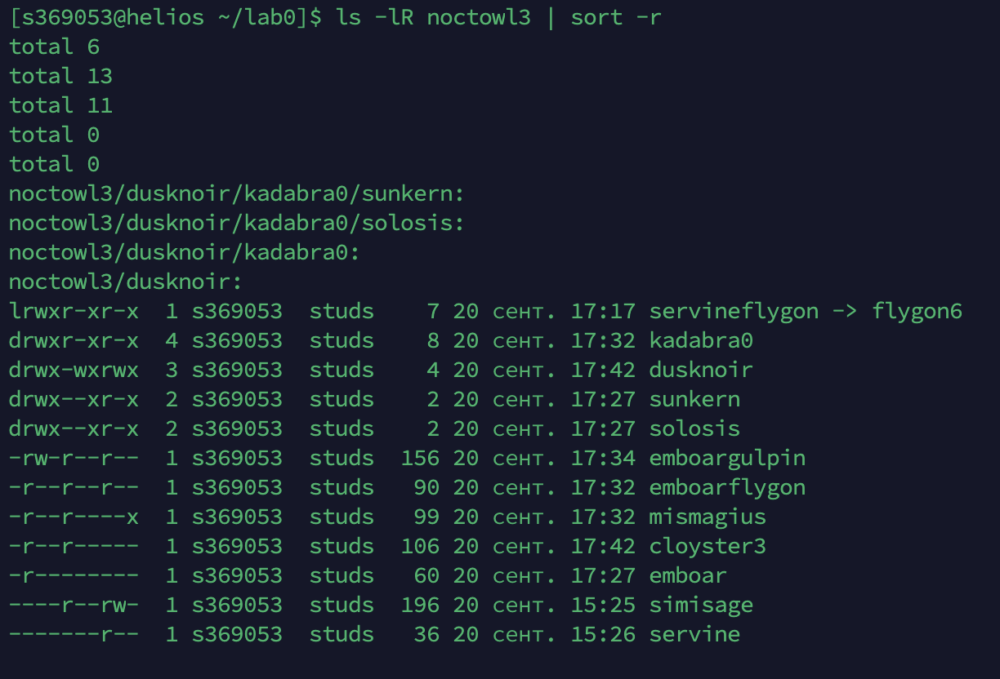 [s369053@helios ~/lab0]$ ls -lR noctowl3 | sort -r
total 6
total 13
total 11
total 0
total 0
noctowl3/dusknoir/kadabra0/sunkern:
noctowl3/dusknoir/kadabra0/solosis:
noctowl3/dusknoir/kadabra0:
noctowl3/dusknoir:
lrwxr-xr-x  1 s369053  studs    7 20 сент. 17:17 servineflygon -> flygon6
drwxr-xr-x  4 s369053  studs    8 20 сент. 17:32 kadabra0
drwx-wxrwx  3 s369053  studs    4 20 сент. 17:42 dusknoir
drwx--xr-x  2 s369053  studs    2 20 сент. 17:27 sunkern
drwx--xr-x  2 s369053  studs    2 20 сент. 17:27 solosis
-rw-r--r--  1 s369053  studs  156 20 сент. 17:34 emboargulpin
-r--r--r--  1 s369053  studs   90 20 сент. 17:32 emboarflygon
-r--r----x  1 s369053  studs   99 20 сент. 17:32 mismagius
-r--r-----  1 s369053  studs  106 20 сент. 17:42 cloyster3
-r--------  1 s369053  studs   60 20 сент. 17:27 emboar
----r--rw-  1 s369053  studs  196 20 сент. 15:25 simisage
-------r--  1 s369053  studs   36 20 сент. 15:26 servine